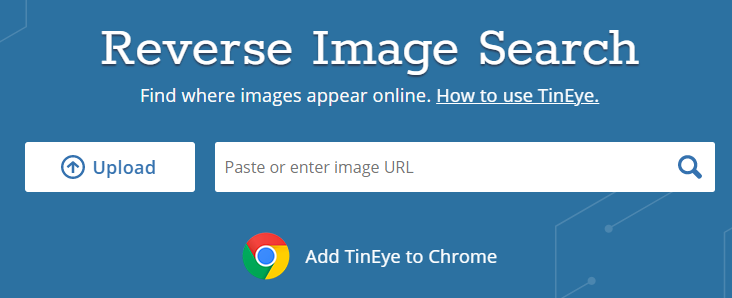 Reverse Image Search
Find where images appear online. How to use TinEye.
Upload
Paste or enter image URL
Add TinEye to Chrome